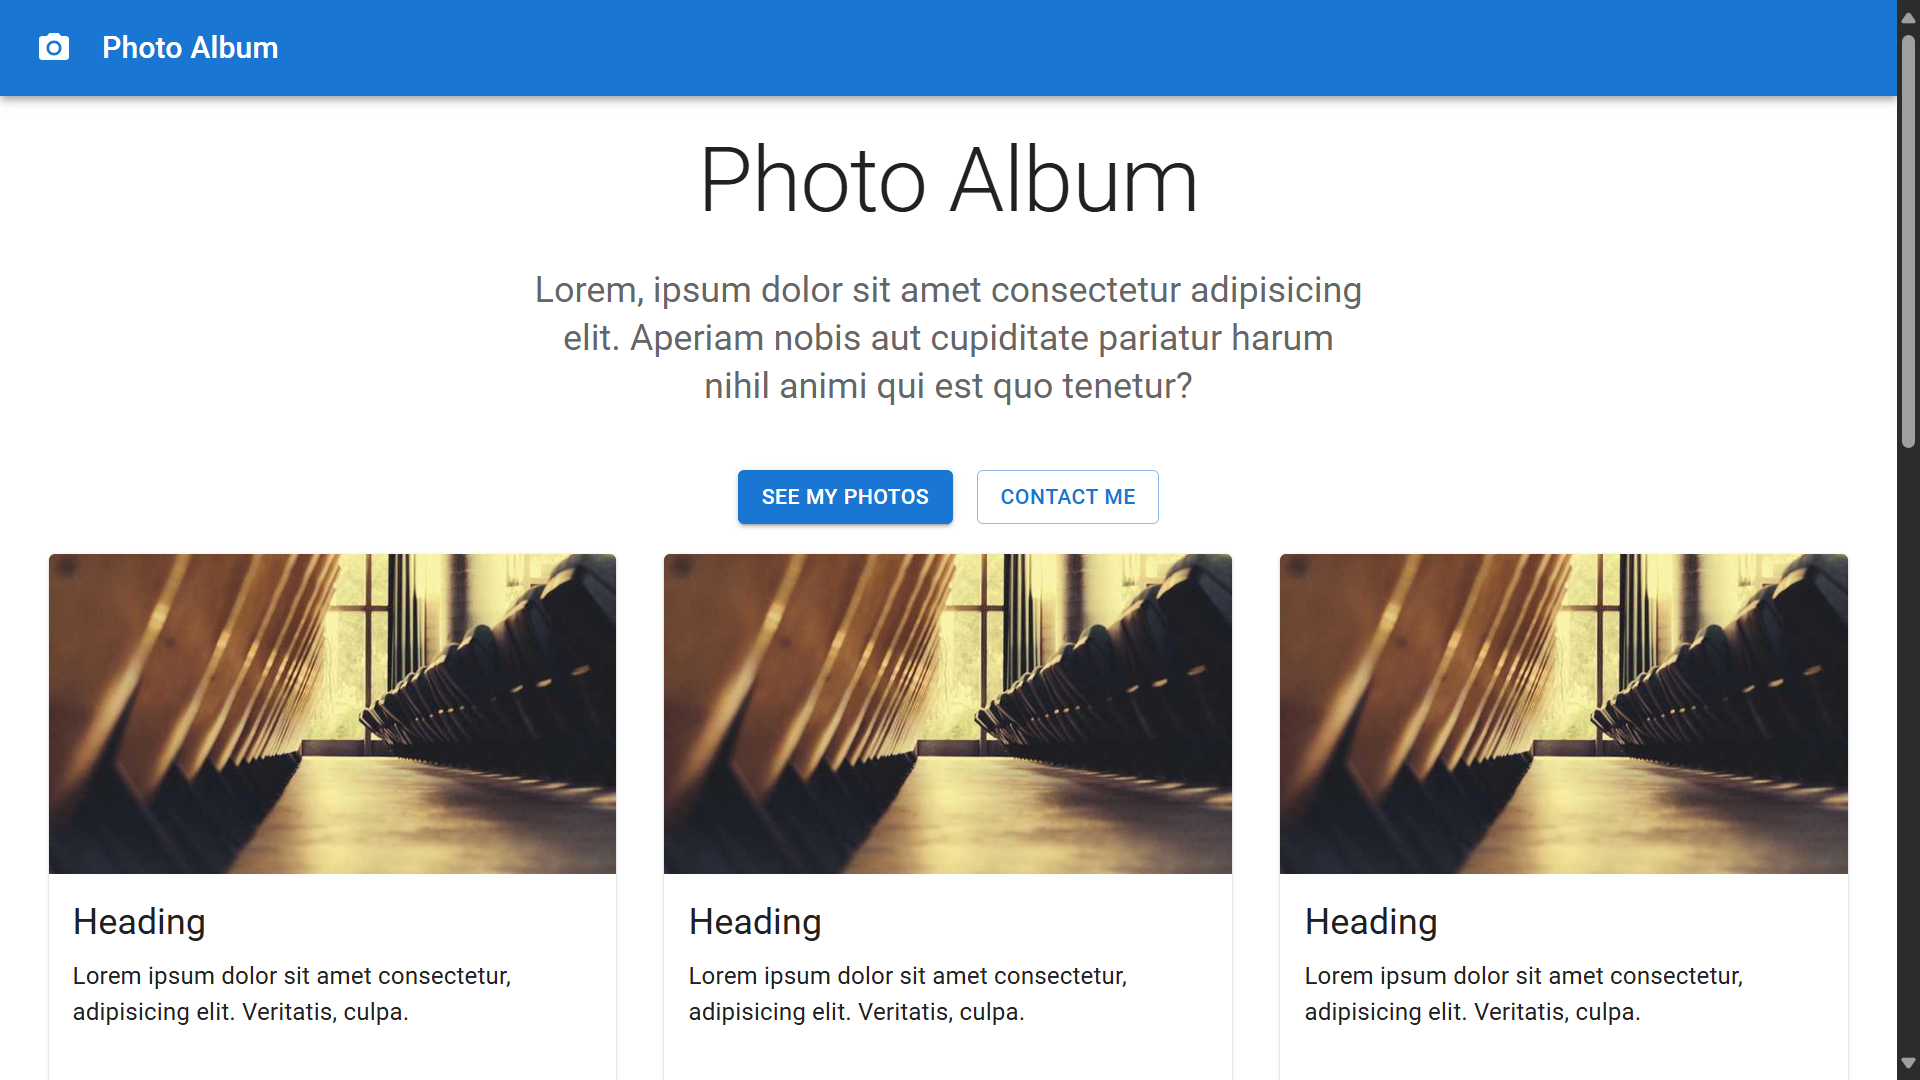 Photo Album
Photo Album
Lorem, ipsum dolor sit amet consectetur adipisicing
elit. Aperiam nobis aut cupiditate pariatur harum
nihil animi qui est quo tenetur?
SEE MY PHOTOS
CONTACT ME
Heading
Lorem ipsum dolor sit amet consectetur,
adipisicing elit. Veritatis, culpa.
Heading
Lorem ipsum dolor sit amet consectetur,
adipisicing elit. Veritatis, culpa.
Heading
Lorem ipsum dolor sit amet consectetur,
adipisicing elit. Veritatis, culpa.